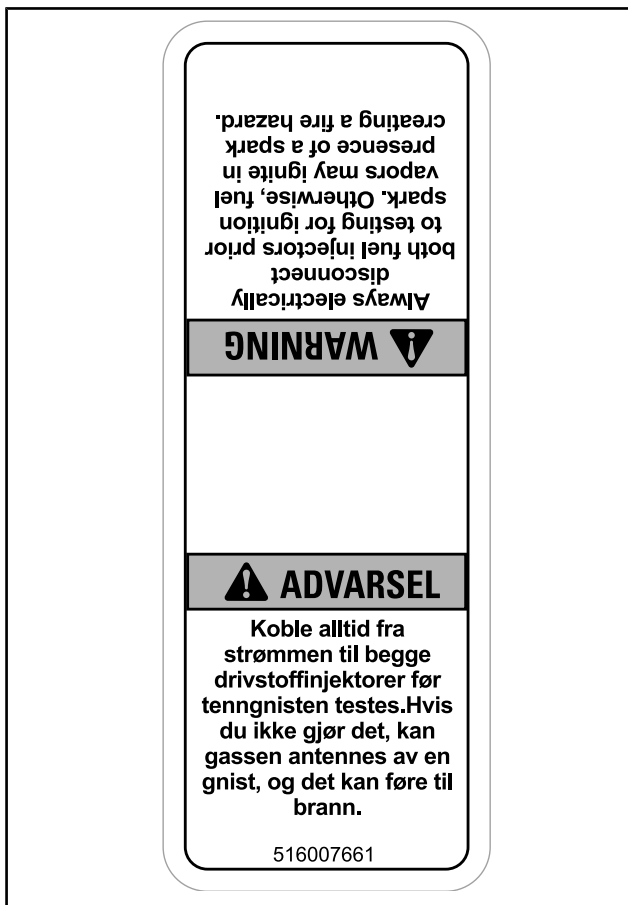 WARNING
Always electrically
disconnect
both fuel injectors prior
to testing for ignition
spark. Otherwise, fuel
vapors may ignite in
presence of a spark
creating a fire hazard.
ADVARSEL
Koble alltid fra
strømmen til begge
drivstoffinjektorer før
tenngnisten testes.Hvis
du ikke gjør det, kan
gassen antennes av en
gnist, og det kan føre til
brann.
516007661